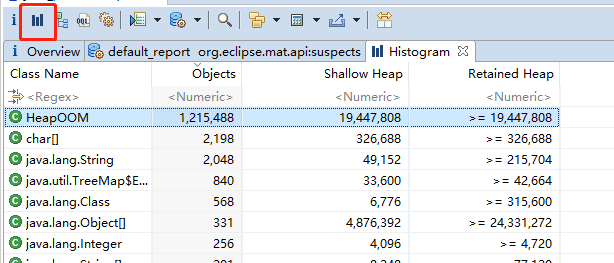 i OQL
i Overview default_report org.eclipse.mat.api:suspects Histogram
Class Name Objects Shallow Heap Retained Heap
<Regex> <Numeric> <Numeric> <Numeric>
HeapOOM 1,215,488 19,447,808 >= 19,447,808
char[] 2,198 326,688 >= 326,688
java.lang.String 2,048 49,152 >= 215,704
java.util.TreeMap$E... 840 33,600 >= 42,664
java.lang.Class 568 6,776 >= 315,600
java.lang.Object[] 331 4,876,392 >= 24,331,272
java.lang.Integer 256 4,096 >= 4,720